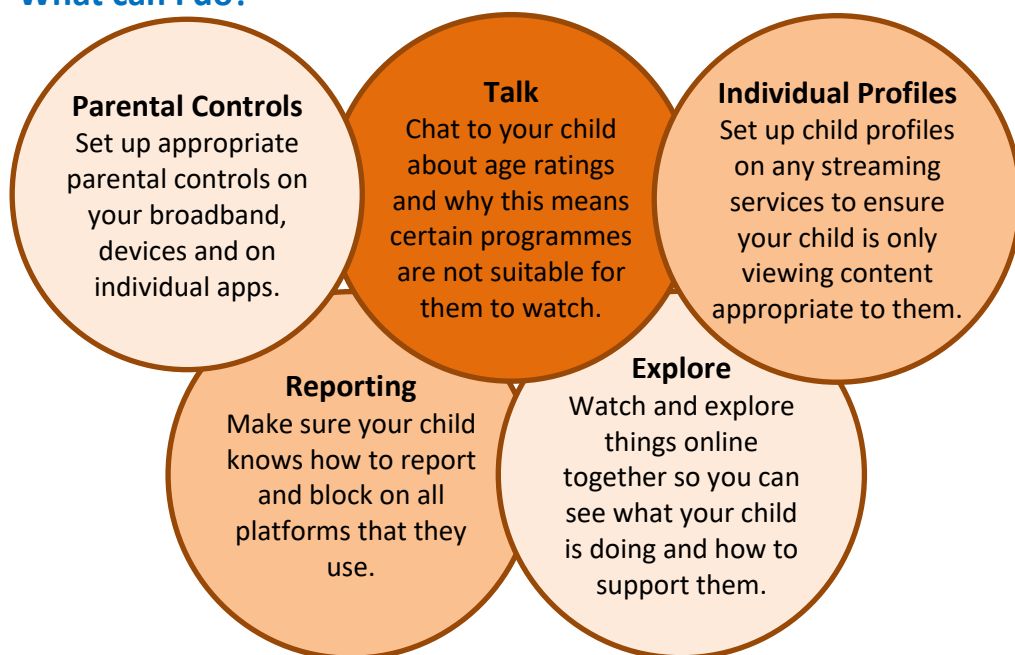 What can I do?
Parental Controls
Set up appropriate
parental controls on
your broadband,
devices and on
individual apps.
Talk
Chat to your child
about age ratings
and why this means
certain programmes
are not suitable for
them to watch.
Individual Profiles
Set up child profiles
on any streaming
services to ensure
your child is only
viewing content
appropriate to them.
Reporting
Make sure your child
knows how to report
and block on all
platforms that they
use.
Explore
Watch and explore
things online
together so you can
see what your child
is doing and how to
support them.